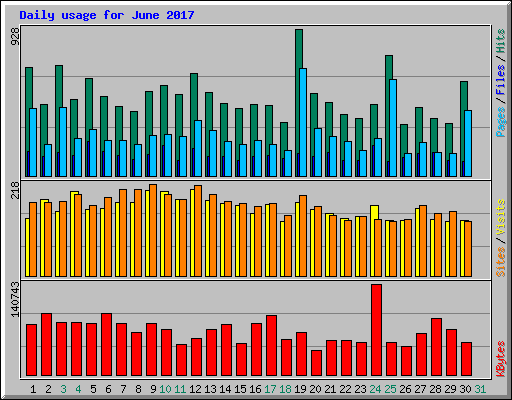 Daily usage for June 2017
928
Pages/Files/Hits
218
Sites/Visits
140743
KBytes
1 2 3 4 5 6 7 8 9 10 11 12 13 14 15 16 17 18 19 20 21 22 23 24 25 26 27 28 29 30 31